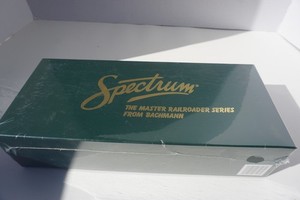 Spectrum
THE MASTER RAILROADER SERIES
FROM BACHMANN